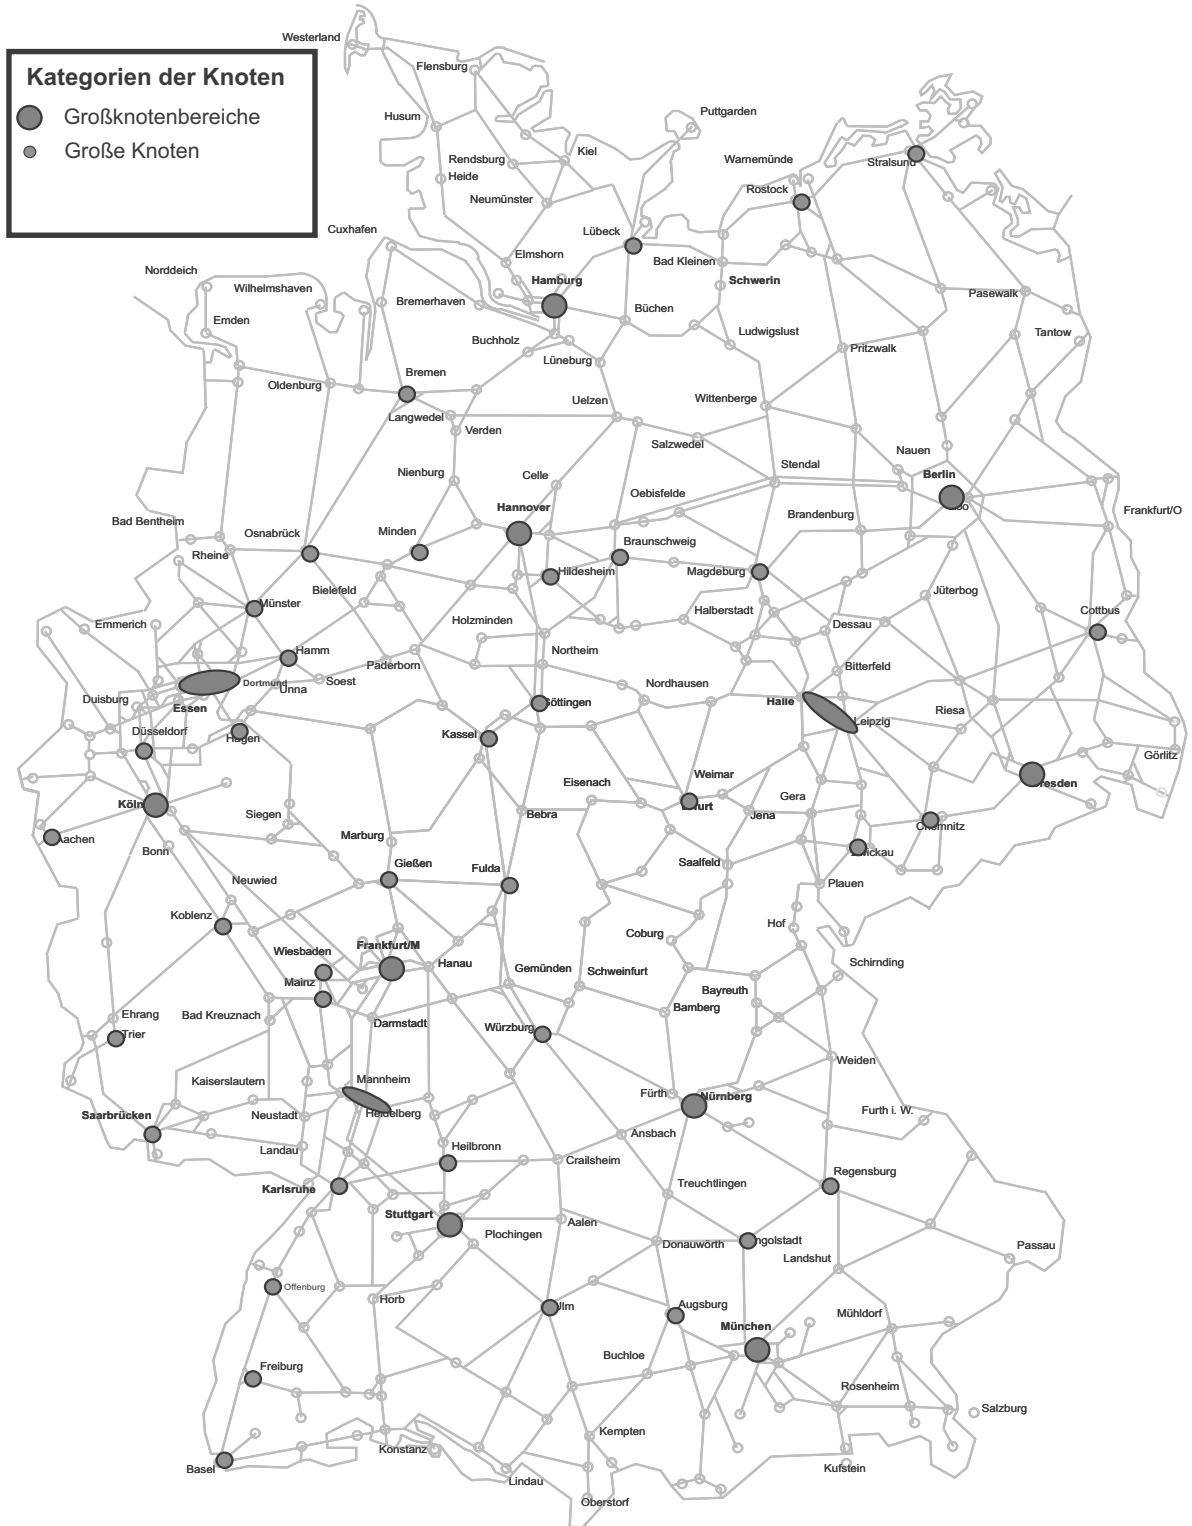 Westerland
Kategorien der Knoten
Großknotenbereiche
Große Knoten
Flensburg
Husum
Puttgarden
Rendsburg
Kiel
Heide
Neumünster
Warnemünde
Stralsund
Rostock
Cuxhafen
Lübeck
Elmshorn
Bad Kleinen
Norddeich
Wilhelmshaven
Hamburg
Schwerin
Bremerhaven
Büchen
Pasewalk
Emden
Buchholz
Ludwigslust
Tantow
Lüneburg
Pritzwalk
Oldenburg
Bremen
Uelzen
Wittenberge
Langwedel
Verden
Salzwedel
Nauen
Nienburg
Celle
Stendal
Berlin
Oebisfelde
Hannover
Brandenburg
Frankfurt/O
Bad Bentheim
Osnabrück
Minden
Braunschweig
Rheine
Hildesheim
Magdeburg
Bielefeld
Jüterbog
Münster
Halberstadt
Cottbus
Emmerich
Holzminden
Dessau
Hamm
Northeim
Paderborn
Bitterfeld
Dortmund
Unna
Soest
Nordhausen
Duisburg
Essen
Göttingen
Halle
Leipzig
Riesa
Düsseldorf
Hagen
Kassel
Görlitz
Eisenach
Weimar
Dresden
Köln
Gera
Siegen
Bebra
Erfurt
Jena
Chemnitz
Aachen
Marburg
Bonn
Zwickau
Gießen
Fulda
Saalfeld
Neuwied
Plauen
Koblenz
Hof
Coburg
Wiesbaden
Frankfurt/M
Hanau
Gemünden
Schweinfurt
Schirnding
Mainz
Bayreuth
Ehrang
Bad Kreuznach
Darmstadt
Würzburg
Bamberg
Trier
Weiden
Kaiserslautern
Mannheim
Fürth
Nürnberg
Saarbrücken
Neustadt
Heidelberg
Furth i. W.
Ansbach
Landau
Heilbronn
Crailsheim
Karlsruhe
Treuchtlingen
Regensburg
Stuttgart
Plochingen
Aalen
Donauwörth
Ingolstadt
Passau
Landshut
Offenburg
Horb
Ulm
Augsburg
Mühldorf
München
Freiburg
Buchloe
Rosenheim
Salzburg
Kempten
Konstanz
Basel
Lindau
Kufstein
Oberstorf